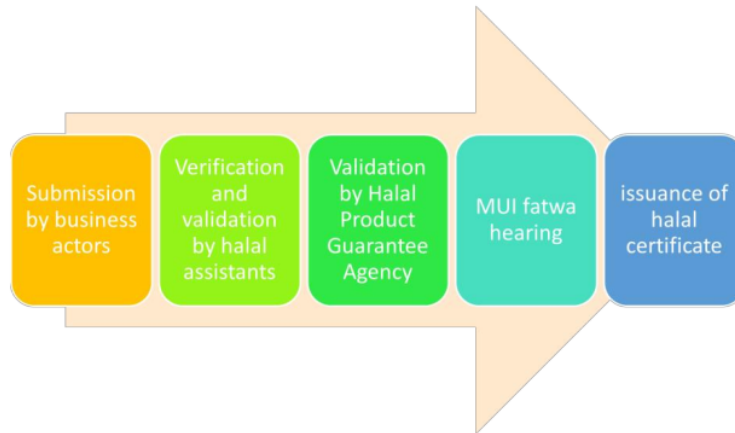 Submission
by business
actors
Verification
and
validation
by halal
assistants
Validation
by Halal
Product
Guarantee
Agency
MUI fatwa
hearing
issuance of
halal
certificate